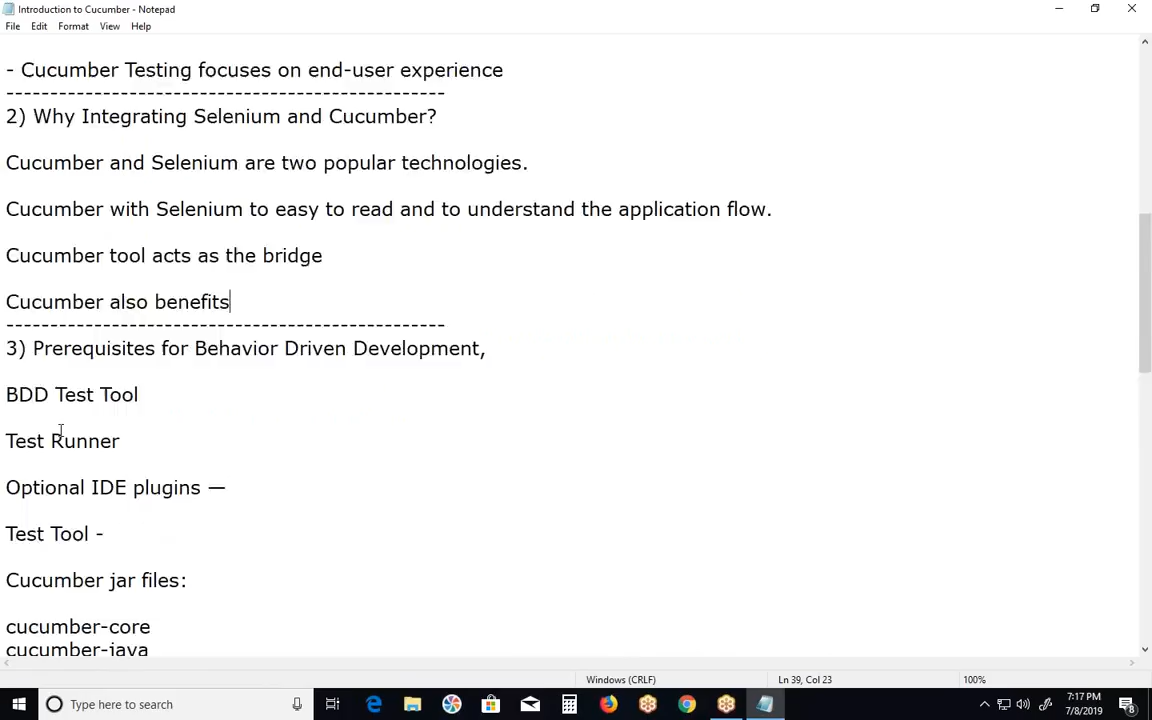 Introduction to Cucumber - Notepad
File Edit Format View Help
- Cucumber Testing focuses on end-user experience
-------------------------------------------------
2) Why Integrating Selenium and Cucumber?
Cucumber and Selenium are two popular technologies.
Cucumber with Selenium to easy to read and to understand the application flow.
Cucumber tool acts as the bridge
Cucumber also benefits
-------------------------------------------------
3) Prerequisites for Behavior Driven Development,
BDD Test Tool
Test Runner
Optional IDE plugins —
Test Tool -
Cucumber jar files:
cucumber-core
cucumber-java
Windows (CRLF) Ln 39, Col 23 100%
Type here to search
7:17 PM
7/8/2019
8